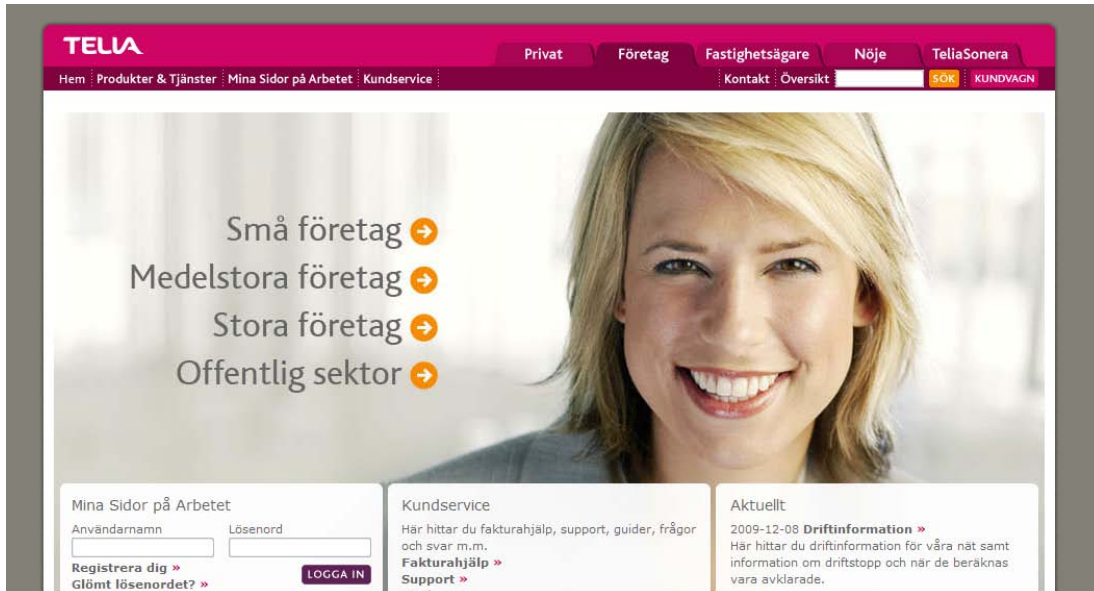 TELIA
Privat Företag Fastighetsägare Nöje TeliaSonera
Hem Produkter & Tjänster Mina Sidor på Arbetet Kundservice Kontakt Översikt SÖK KUNDVAGN
Små företag
Medelstora företag
Stora företag
Offentlig sektor
Mina Sidor på Arbetet
Användarnamn Lösenord
Registrera dig »
LOGGA IN
Glömt lösenordet? »
Kundservice
Här hittar du fakturahjälp, support, guider, frågor
och svar m.m.
Fakturahjälp »
Support »
Aktuellt
2009-12-08 Driftinformation »
Här hittar du driftinformation för våra nät samt
information om driftstopp och när de beräknas
vara avklarade.